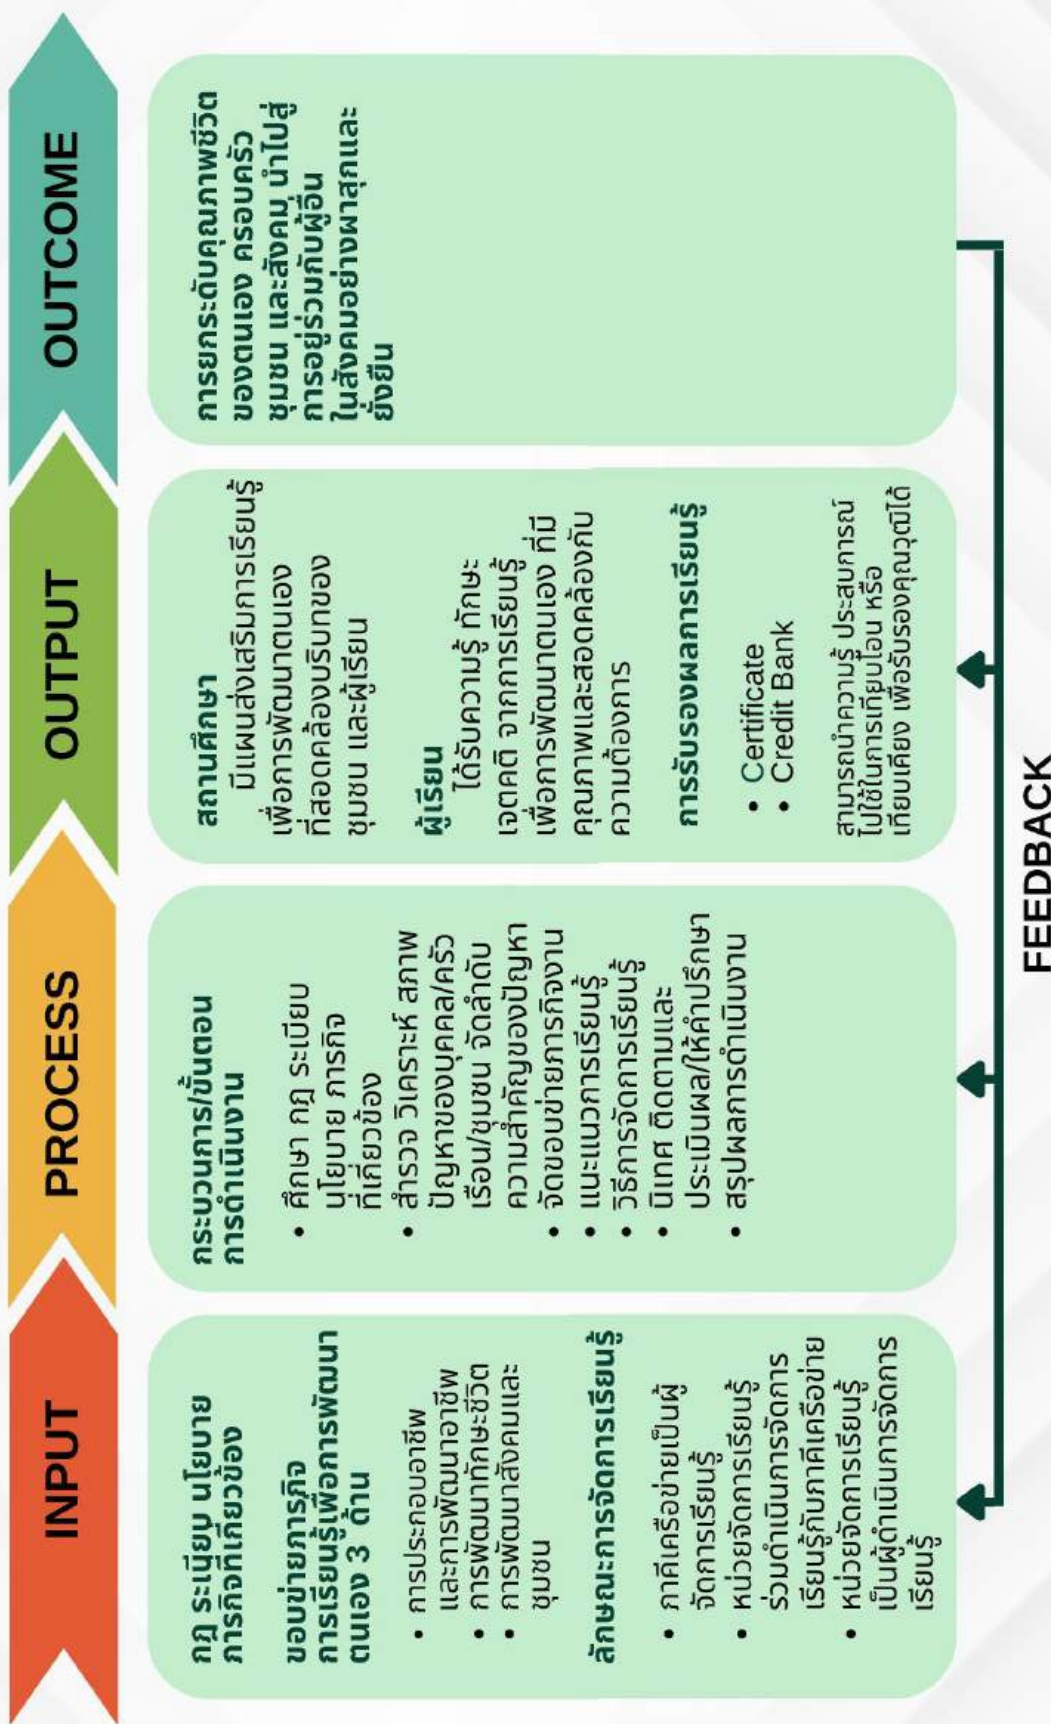 INPUT
PROCESS
OUTPUT
OUTCOME
กฎ ระเบียบ นโยบาย
ภารกิจที่เกี่ยวข้อง
ขอบข่ายภารกิจ
การเรียนรู้เพื่อการพัฒนา
ตนเอง 3 ด้าน
• การประกอบอาชีพ
และการพัฒนาอาชีพ
• การพัฒนาทักษะชีวิต
• การพัฒนาสังคมและ
ชุมชน
ลักษณะการจัดการเรียนรู้
• ภาคีเครือข่ายเป็นผู้
จัดการเรียนรู้
• หน่วยจัดการเรียนรู้
ร่วมดำเนินการจัดการ
เรียนรู้กับภาคีเครือข่าย
• หน่วยจัดการเรียนรู้
เป็นผู้ดำเนินการจัดการ
เรียนรู้
กระบวนการ/ขั้นตอน
การดำเนินงาน
• ศึกษา กฎ ระเบียบ
นโยบาย ภารกิจ
ที่เกี่ยวข้อง
• สำรวจ วิเคราะห์ สภาพ
ปัญหาของบุคคล/ครัว
เรือน/ชุมชน จัดลำดับ
ความสำคัญของปัญหา
• จัดขอบข่ายภารกิจงาน
• แนะแนวการเรียนรู้
• วิธีการจัดการเรียนรู้
• นิเทศ ติดตามและ
ประเมินผล/ให้คำปรึกษา
• สรุปผลการดำเนินงาน
สถานศึกษา
มีแผนส่งเสริมการเรียนรู้
เพื่อการพัฒนาตนเอง
ที่สอดคล้องบริบทของ
ชุมชน และผู้เรียน
ผู้เรียน
ได้รับความรู้ ทักษะ
เจตคติ จากการเรียนรู้
เพื่อการพัฒนาตนเอง ที่มี
คุณภาพและสอดคล้องกับ
ความต้องการ
การรับรองผลการเรียนรู้
• Certificate
• Credit Bank
สามารถนำความรู้ ประสบการณ์
ไปใช้ในการเทียบโอน หรือ
เทียบเคียง เพื่อรับรองคุณวุฒิได้
การยกระดับคุณภาพชีวิต
ของตนเอง ครอบครัว
ชุมชน และสังคม นำไปสู่
การอยู่ร่วมกับผู้อื่น
ในสังคมอย่างผาสุกและ
ยั่งยืน
FEEDBACK